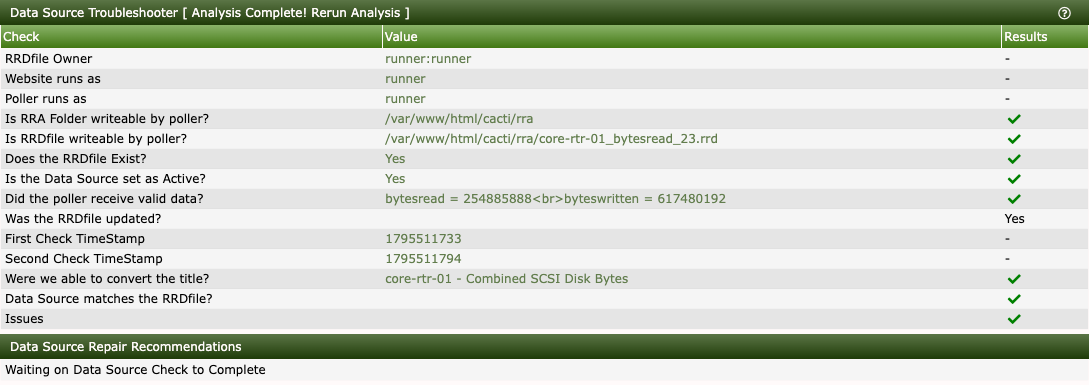 Data Source Troubleshooter [ Analysis Complete! Rerun Analysis ]
Check Value Results
RRDfile Owner runner:runner -
Website runs as runner -
Poller runs as runner -
Is RRA Folder writeable by poller? /var/www/html/cacti/rra
Is RRDfile writeable by poller? /var/www/html/cacti/rra/core-rtr-01_bytesread_23.rrd
Does the RRDfile Exist? Yes
Is the Data Source set as Active? Yes
Did the poller receive valid data? bytesread = 254885888<br>byteswritten = 617480192
Was the RRDfile updated? Yes
First Check TimeStamp 1795511733 -
Second Check TimeStamp 1795511794 -
Were we able to convert the title? core-rtr-01 - Combined SCSI Disk Bytes
Data Source matches the RRDfile?
Issues
Data Source Repair Recommendations
Waiting on Data Source Check to Complete